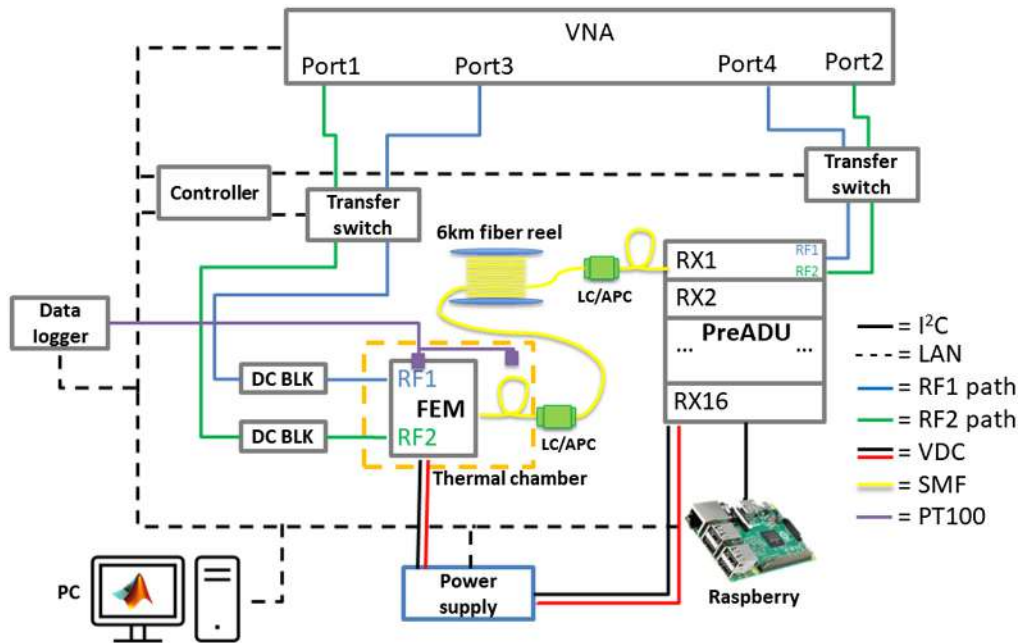 VNA
Port1
Port3
Port4
Port2
Controller
Transfer
switch
Transfer
switch
6km fiber reel
LC/APC
RX1
RF1
RF2
RX2
... PreADU ...
RX16
Data
logger
DC BLK
DC BLK
RF1
FEM
RF2
LC/APC
Thermal chamber
= I²C
= LAN
= RF1 path
= RF2 path
= VDC
= SMF
= PT100
PC
Power
supply
Raspberry